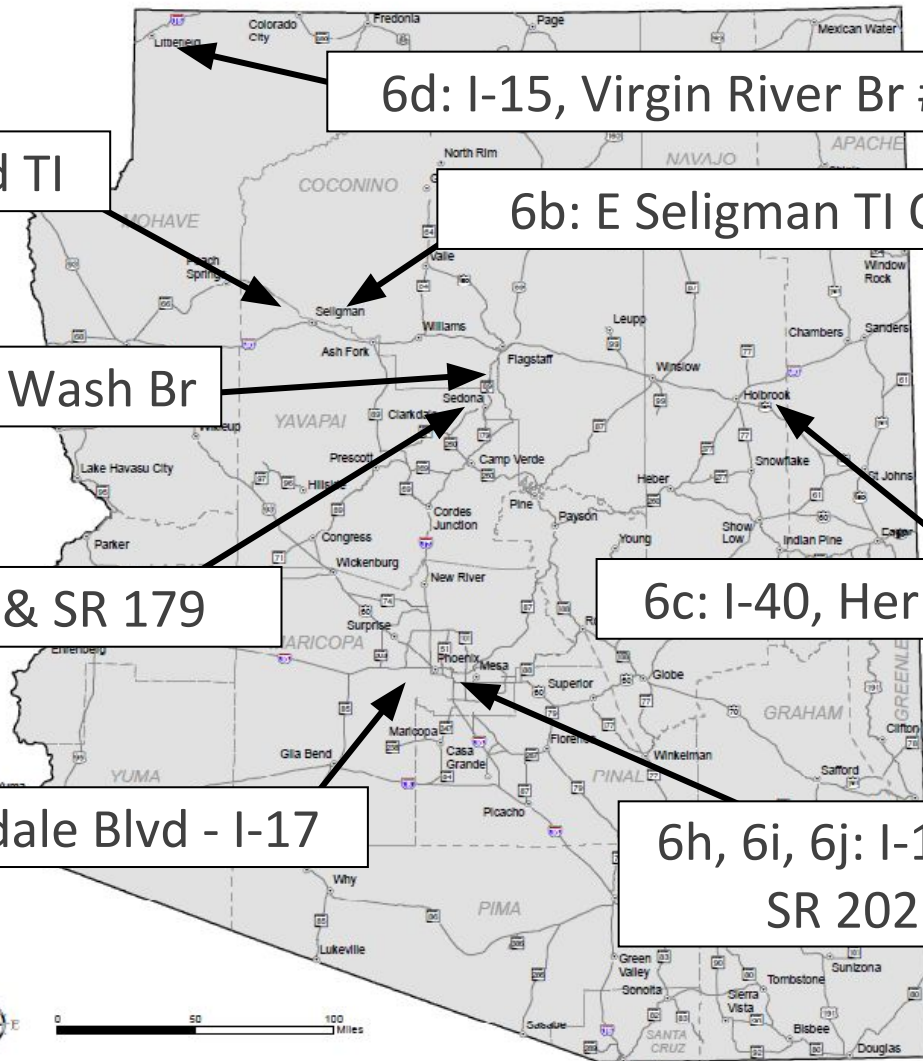 Littlefield
Colorado
City
Fredonia
Page
Mexican Water
6d: I-15, Virgin River Br #
d TI
North Rim
NAVAJO
APACHE
COCONINO
MOHAVE
6b: E Seligman TI
Valle
Peach
Springs
Window
Rock
Seligman
Williams
Leupp
Chambers
Sanders
Ash Fork
Flagstaff
Winslow
Wash Br
Sedona
Holbrook
YAVAPAI
Clarkdale
Prescott
Camp Verde
Snowflake
Lake Havasu City
Hillside
Heber
St Johns
Pine
Payson
Cordes
Junction
Show
Low
Parker
Congress
Young
Indian Pine
Wickenburg
New River
& SR 179
6c: I-40, Her
Surprise
MARICOPA
Ehrenberg
Phoenix
Mesa
Superior
Globe
GRAHAM
GREENLE
Clifton
Maricopa
Florence
Gila Bend
Casa
Grande
Winkelman
YUMA
PINAL
Safford
Picacho
dale Blvd - I-17
6h, 6i, 6j: I-1
SR 202
Why
PIMA
Lukeville
Green
Valley
Sonoita
Tombstone
Sunizona
Sierra
Vista
Sasabe
SANTA
CRUZ
Bisbee
Douglas
E
0 50 100
Miles